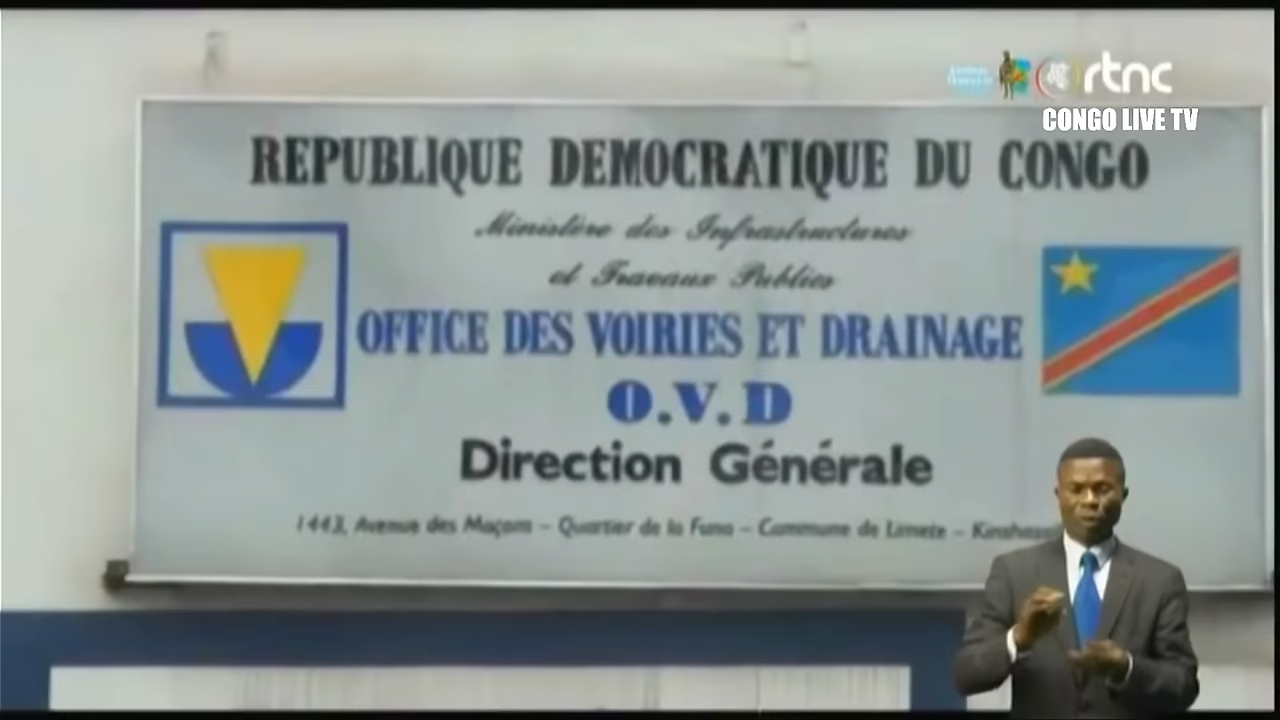 rtnc
CONGO LIVE TV
REPUBLIQUE DEMOCRATIQUE DU CONGO
Ministère des Infrastructures
et Travaux Publics
OFFICE DES VOIRIES ET DRAINAGE
O.V.D
Direction Générale
1443, Avenue des Maçons - Quartier de la Funa - Commune de Limete -